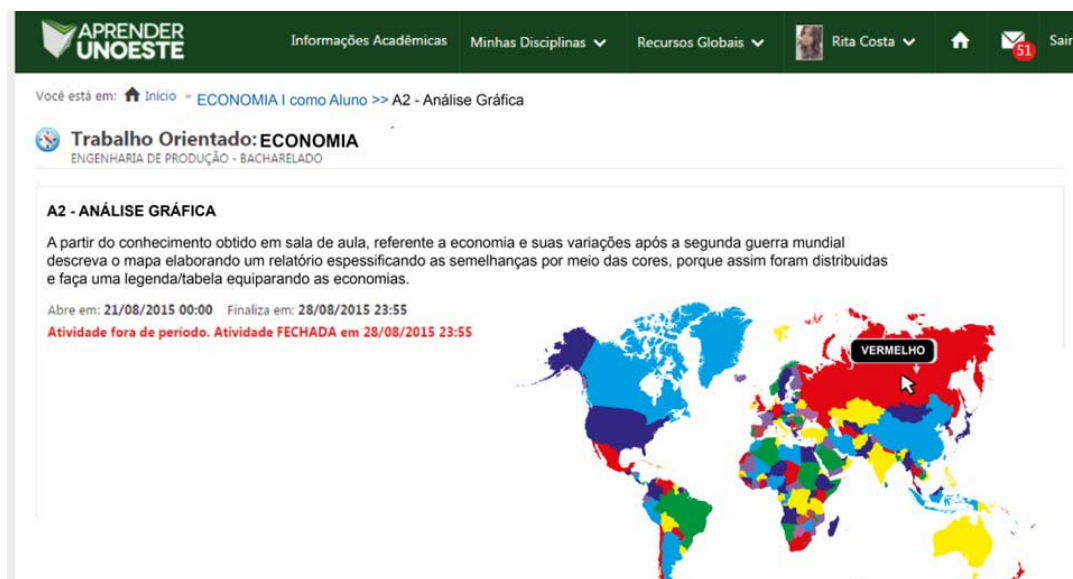 APRENDER
UNOESTE
Informações Acadêmicas Minhas Disciplinas Recursos Globais Rita Costa 51 Sair
Você está em: Início » ECONOMIA I como Aluno >> A2 - Análise Gráfica
Trabalho Orientado: ECONOMIA
ENGENHARIA DE PRODUÇÃO - BACHARELADO
A2 - ANÁLISE GRÁFICA
A partir do conhecimento obtido em sala de aula, referente a economia e suas variações após a segunda guerra mundial
descreva o mapa elaborando um relatório espessificando as semelhanças por meio das cores, porque assim foram distribuidas
e faça uma legenda/tabela equiparando as economias.
Abre em: 21/08/2015 00:00 Finaliza em: 28/08/2015 23:55
Atividade fora de período. Atividade FECHADA em 28/08/2015 23:55
VERMELHO